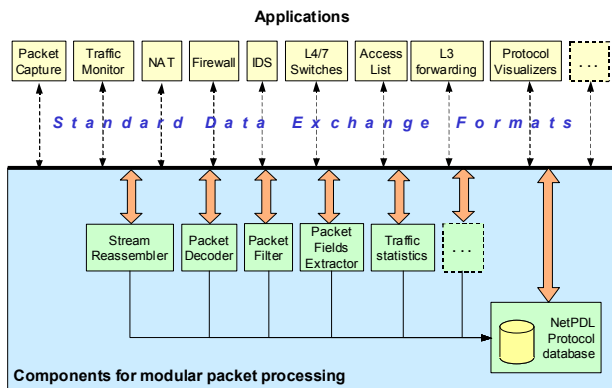 Applications
Packet
Capture
Traffic
Monitor
NAT
Firewall
IDS
L4/7
Switches
Access
List
L3
forwarding
Protocol
Visualizers
. . .
Standard Data Exchange Formats
Stream
Reassembler
Packet
Decoder
Packet
Filter
Packet
Fields
Extractor
Traffic
statistics
. . .
NetPDL
Protocol
database
Components for modular packet processing